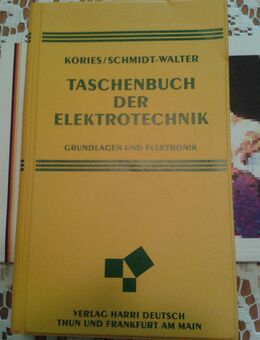 KORIES/SCHMIDT-WALTER
TASCHENBUCH
DER
ELEKTROTECHNIK
GRUNDLAGEN UND ELEKTRONIK
VERLAG HARRI DEUTSCH
THUN UND FRANKFURT AM MAIN